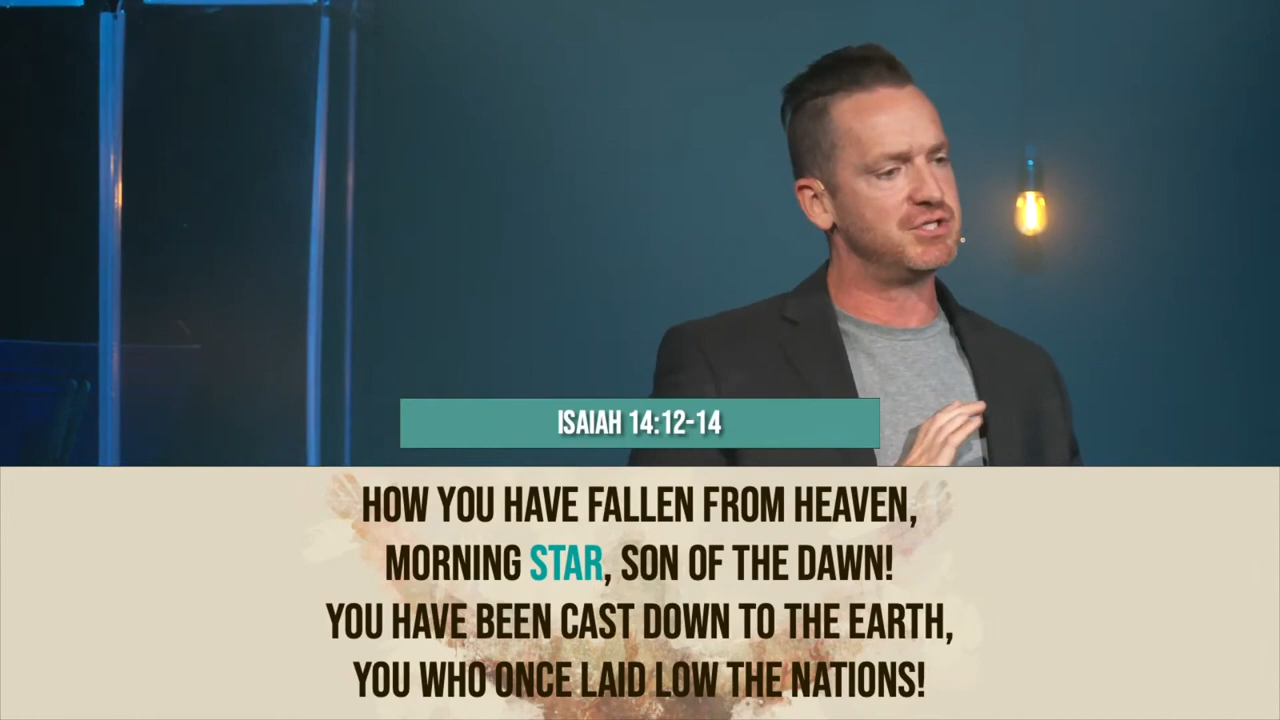 ISAIAH 14:12-14
HOW YOU HAVE FALLEN FROM HEAVEN,
MORNING STAR, SON OF THE DAWN!
YOU HAVE BEEN CAST DOWN TO THE EARTH,
YOU WHO ONCE LAID LOW THE NATIONS!